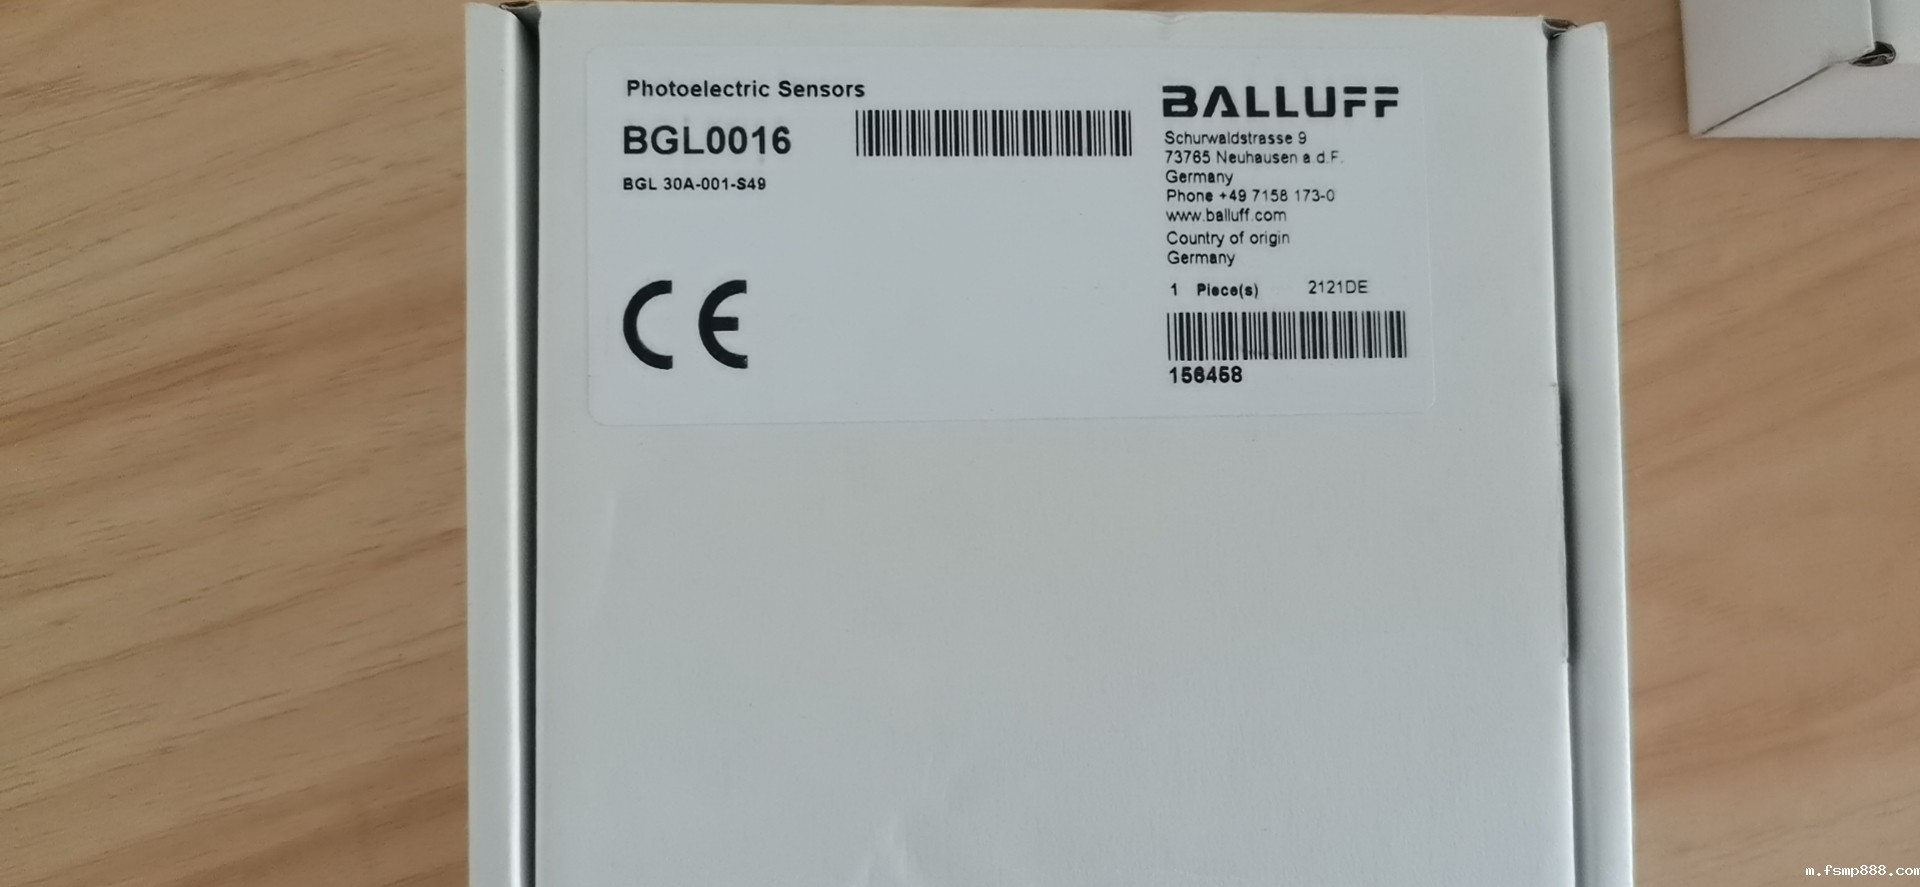 Photoelectric Sensors
BGL0016
BGL 30A-001-S49
BALLUFF
Schurwaldstrasse 9
73765 Neuhausen a.d.F.
Germany
Phone +49 7158 173-0
www.balluff.com
Country of origin
Germany
1 Piece(s) 2121DE
156458
CE
m.fsmp888.com